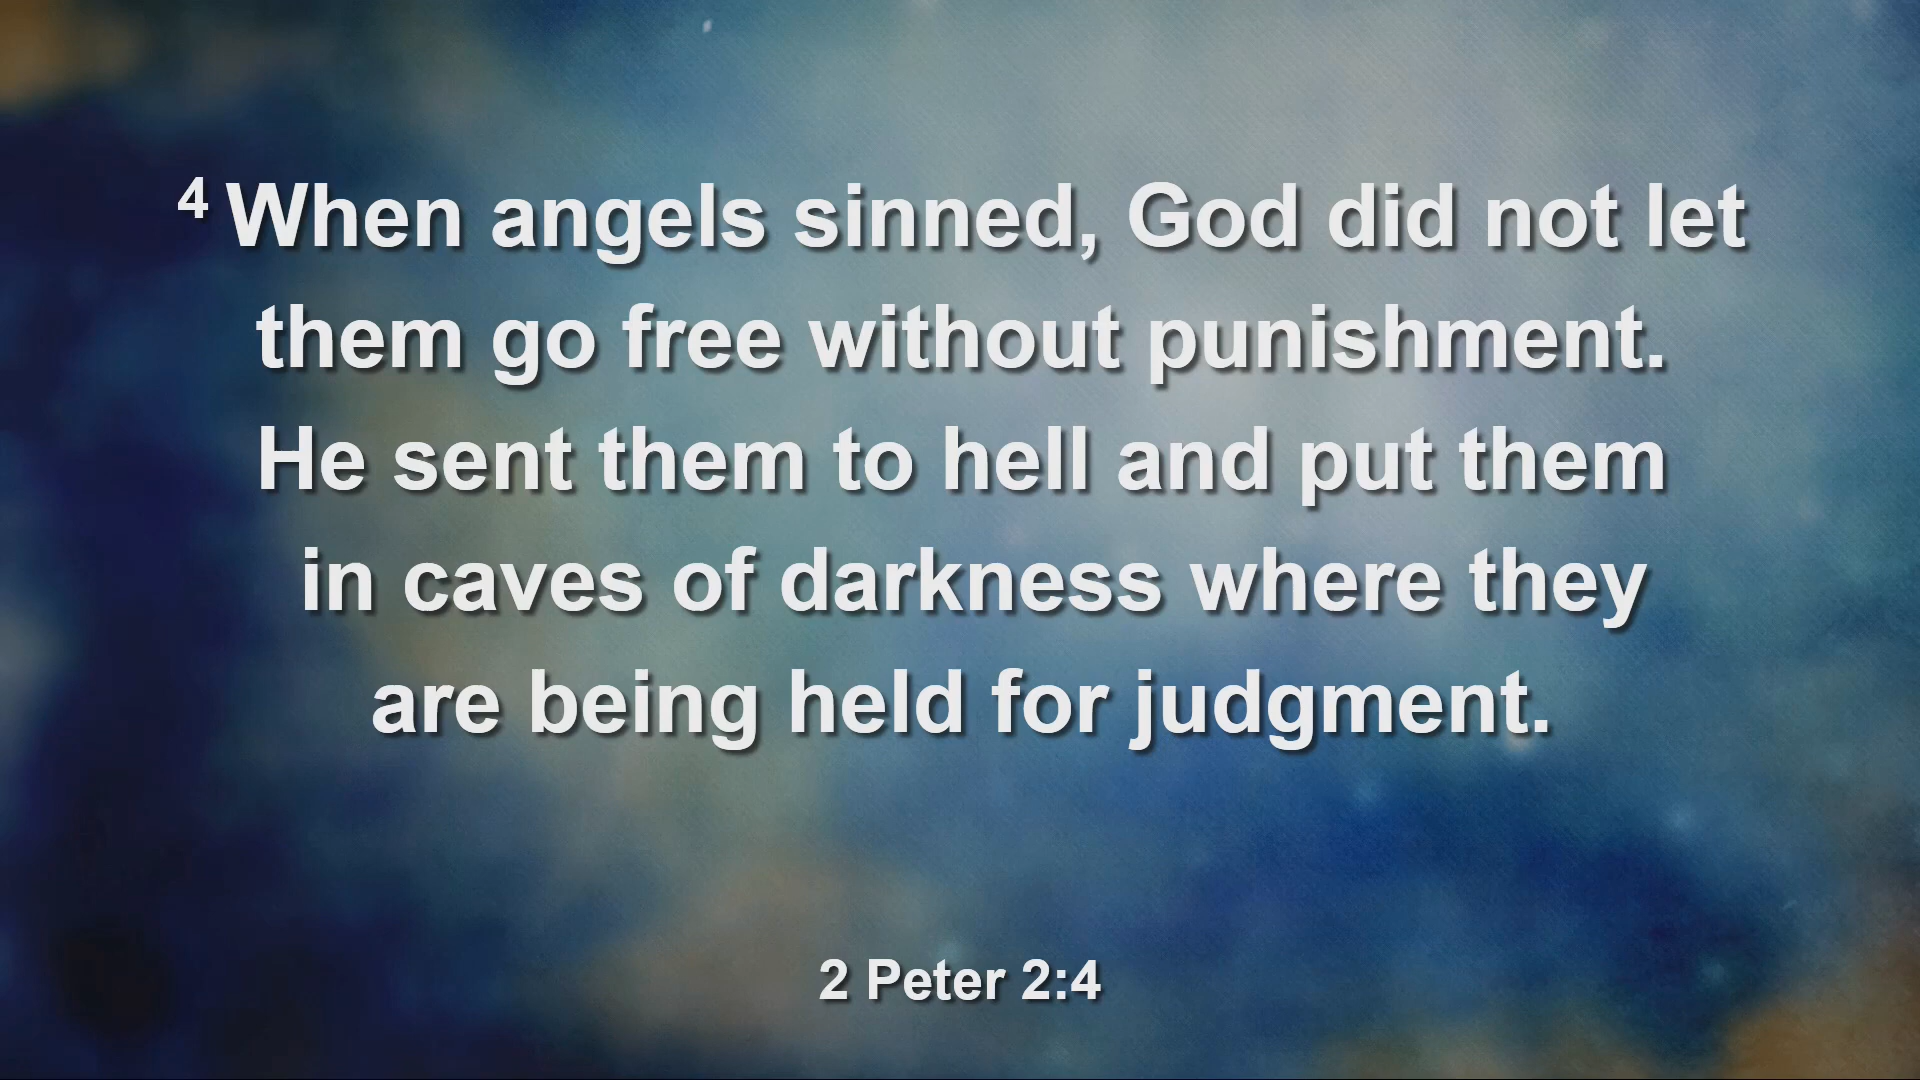 4 When angels sinned, God did not let
them go free without punishment.
He sent them to hell and put them
in caves of darkness where they
are being held for judgment.
2 Peter 2:4